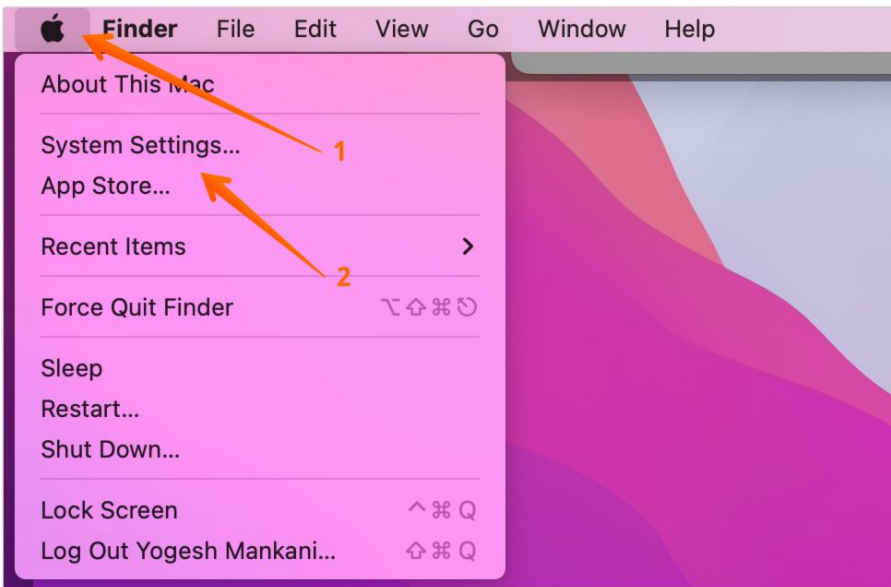 Finder File Edit View Go Window Help
About This Mac
System Settings...
1
App Store...
Recent Items
2
Force Quit Finder ⌥⇧⌘⎋
Sleep
Restart...
Shut Down...
Lock Screen ^⌘Q
Log Out Yogesh Mankani... ⇧⌘Q